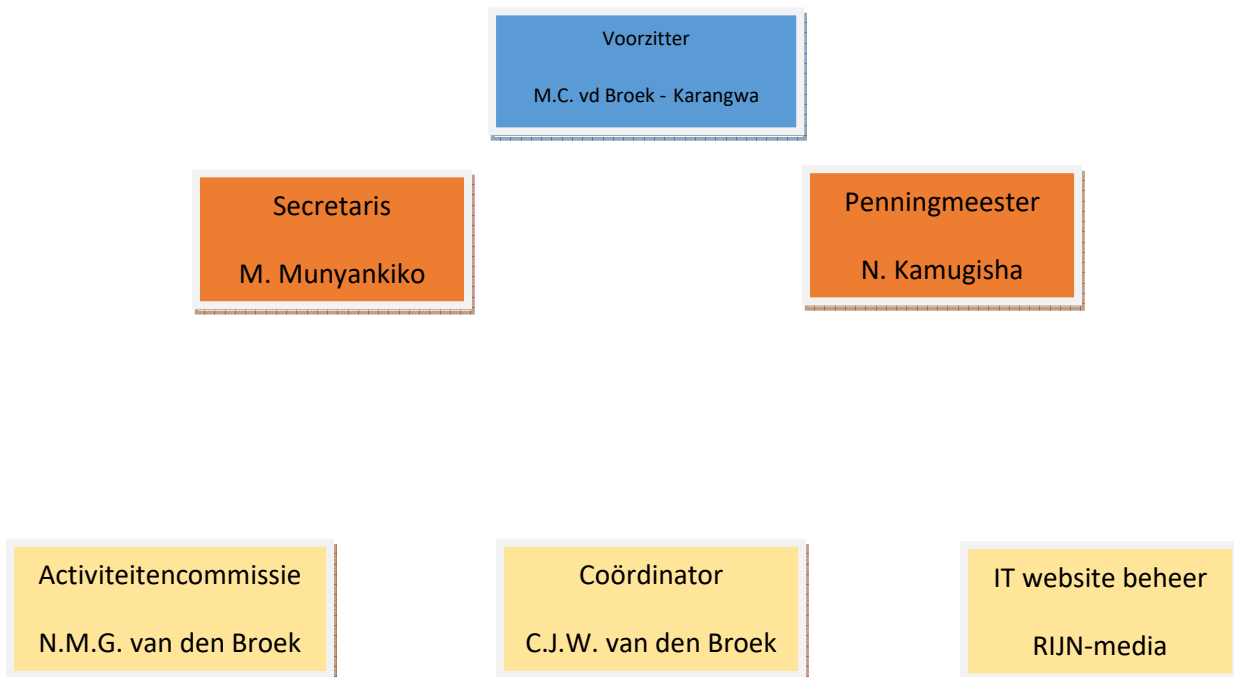 Voorzitter
M.C. vd Broek - Karangwa
Secretaris
M. Munyankiko
Penningmeester
N. Kamugisha
Activiteitencommissie
N.M.G. van den Broek
Coördinator
C.J.W. van den Broek
IT website beheer
RIJN-media